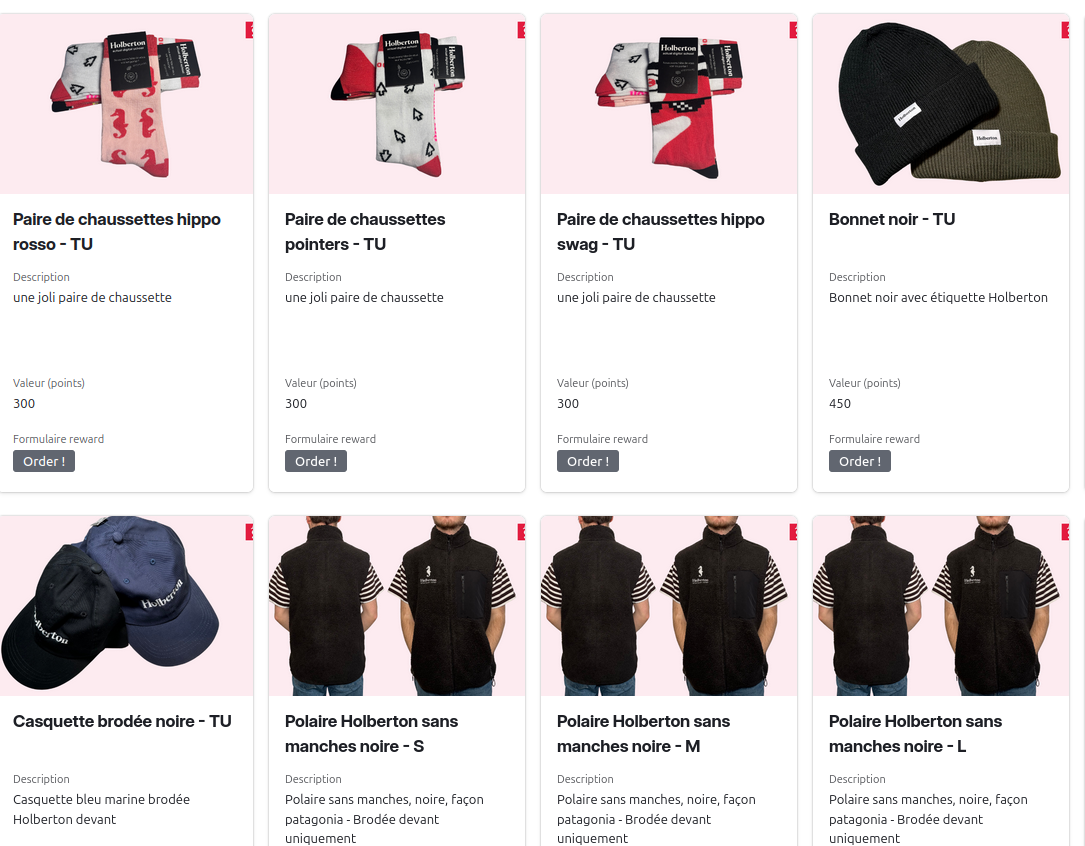 Holberton
Holberton
Holberton
Holberton
Holberton
Holberton
Holberton
Holberton
Paire de chaussettes hippo
rosso - TU
Description
une joli paire de chaussette
Valeur (points)
300
Formulaire reward
Order !
Paire de chaussettes
pointers - TU
Description
une joli paire de chaussette
Valeur (points)
300
Formulaire reward
Order !
Paire de chaussettes hippo
swag - TU
Description
une joli paire de chaussette
Valeur (points)
300
Formulaire reward
Order !
Bonnet noir - TU
Description
Bonnet noir avec étiquette Holberton
Valeur (points)
450
Formulaire reward
Order !
Holberton
Holberton
Holberton
Holberton
Casquette brodée noire - TU
Description
Casquette bleu marine brodée
Holberton devant
Polaire Holberton sans
manches noire - S
Description
Polaire sans manches, noire, façon
patagonia - Brodée devant
uniquement
Polaire Holberton sans
manches noire - M
Description
Polaire sans manches, noire, façon
patagonia - Brodée devant
uniquement
Polaire Holberton sans
manches noire - L
Description
Polaire sans manches, noire, façon
patagonia - Brodée devant
uniquement